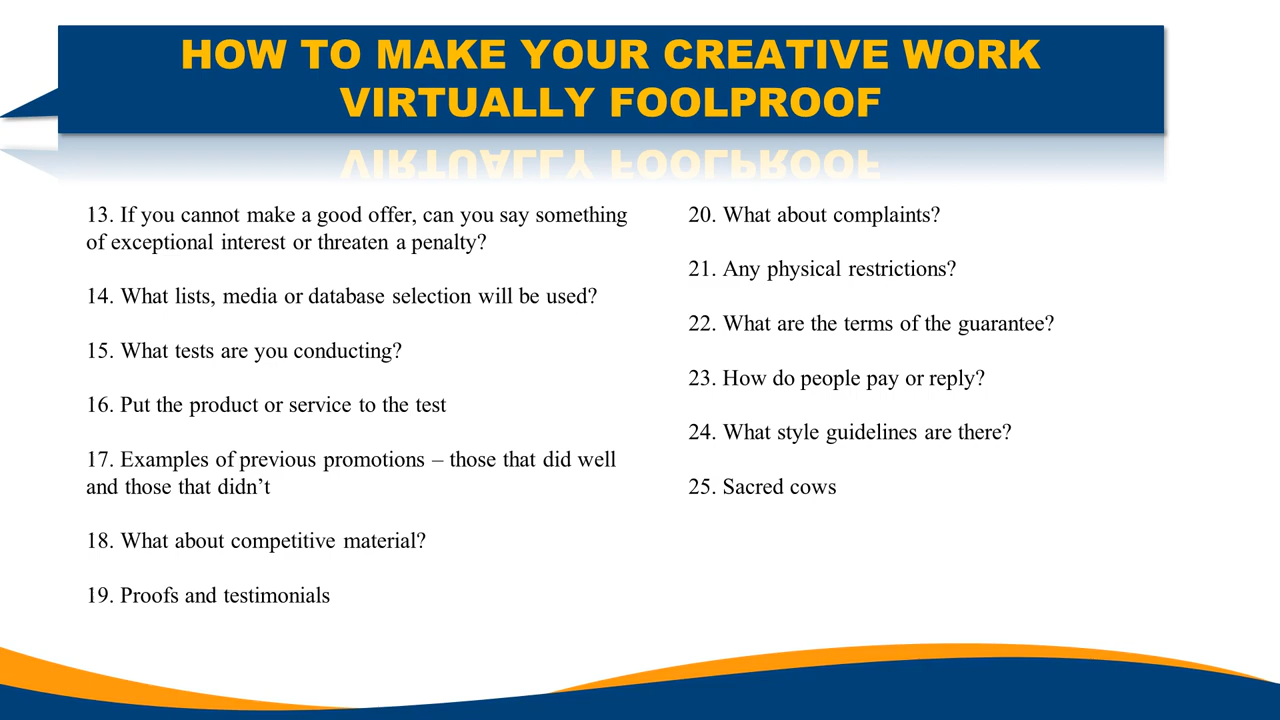 HOW TO MAKE YOUR CREATIVE WORK
VIRTUALLY FOOLPROOF
13. If you cannot make a good offer, can you say something
of exceptional interest or threaten a penalty?
14. What lists, media or database selection will be used?
15. What tests are you conducting?
16. Put the product or service to the test
17. Examples of previous promotions – those that did well
and those that didn’t
18. What about competitive material?
19. Proofs and testimonials
20. What about complaints?
21. Any physical restrictions?
22. What are the terms of the guarantee?
23. How do people pay or reply?
24. What style guidelines are there?
25. Sacred cows